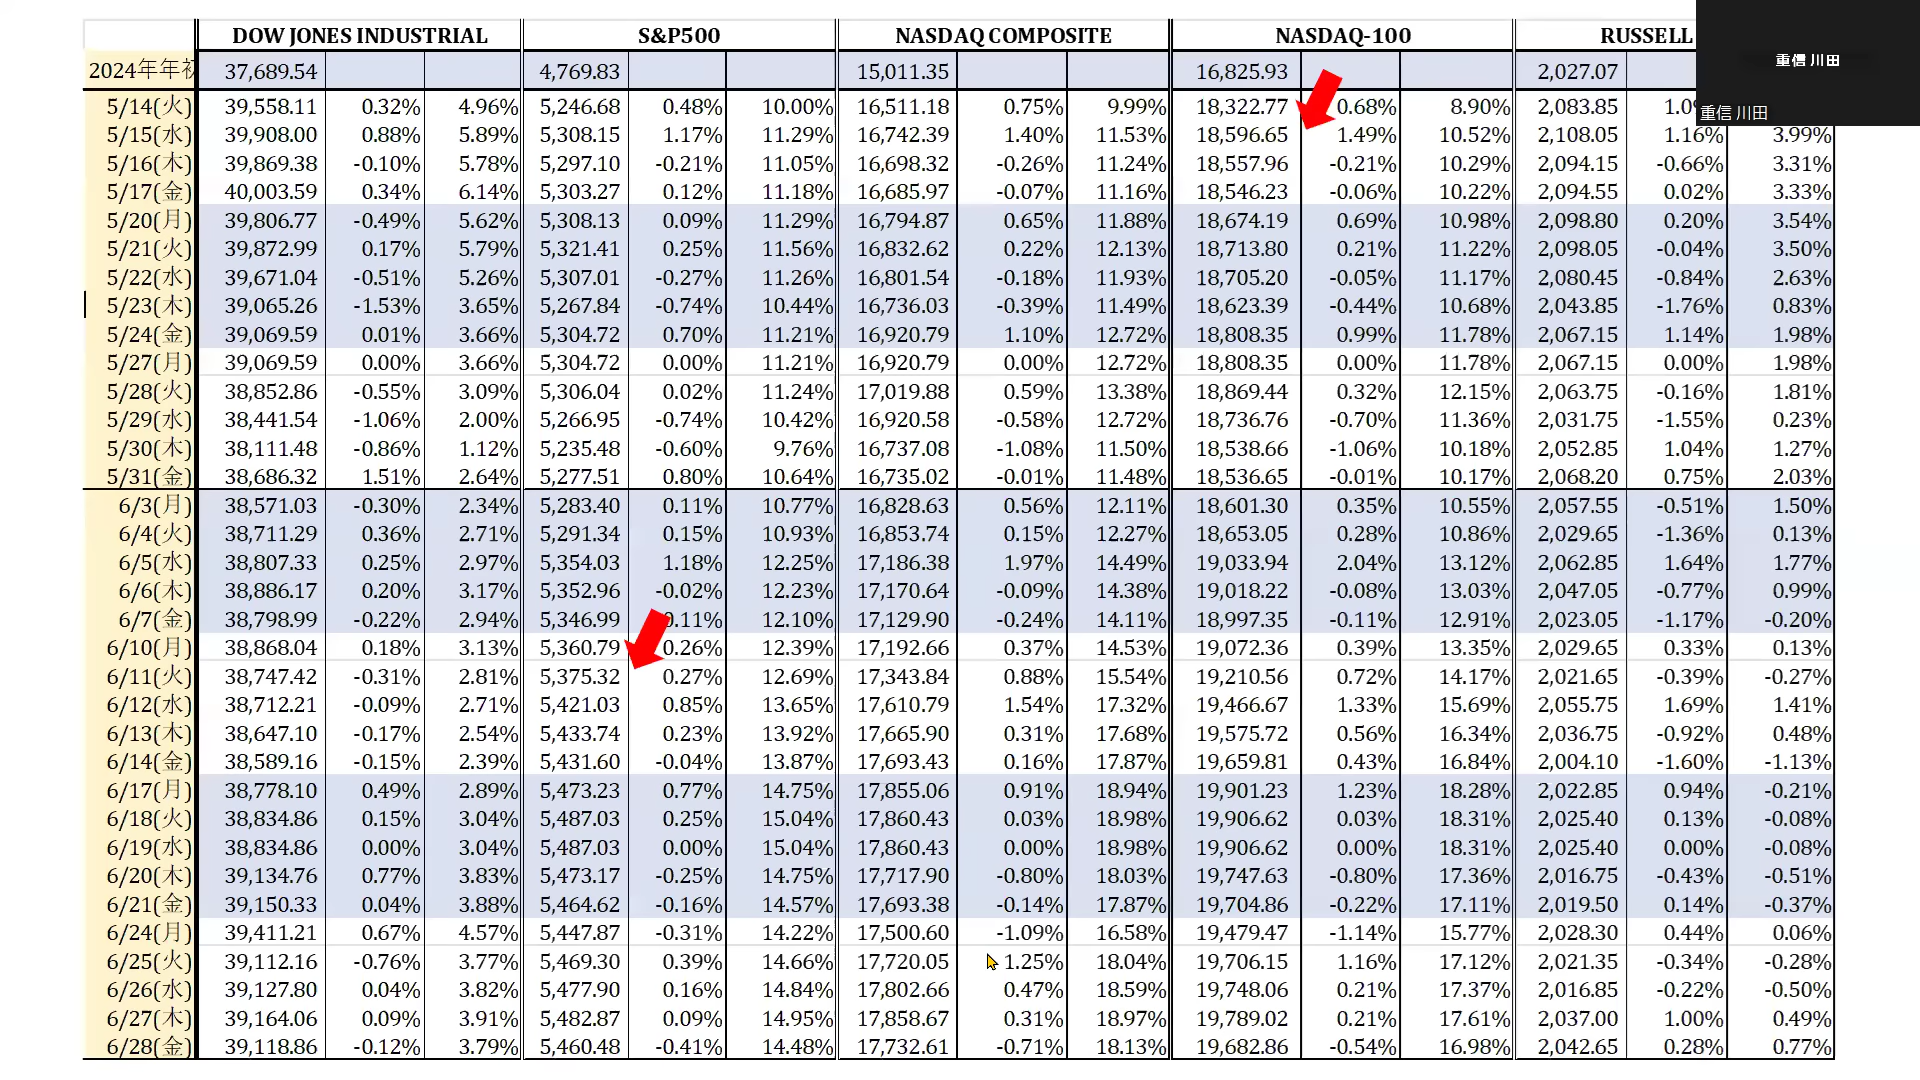 DOW JONES INDUSTRIAL S&P500 NASDAQ COMPOSITE NASDAQ-100 RUSSELL
重信 川田
2024年年初 37,689.54 4,769.83 15,011.35 16,825.93 2,027.07
重信 川田
5/14(火) 39,558.11 0.32% 4.96% 5,246.68 0.48% 10.00% 16,511.18 0.75% 9.99% 18,322.77 0.68% 8.90% 2,083.85
5/15(水) 39,908.00 0.88% 5.89% 5,308.15 1.17% 11.29% 16,742.39 1.40% 11.53% 18,596.65 1.49% 10.52% 2,108.05 1.16% 3.99%
5/16(木) 39,869.38 -0.10% 5.78% 5,297.10 -0.21% 11.05% 16,698.32 -0.26% 11.24% 18,557.96 -0.21% 10.29% 2,094.15 -0.66% 3.31%
5/17(金) 40,003.59 0.34% 6.14% 5,303.27 0.12% 11.18% 16,685.97 -0.07% 11.16% 18,546.23 -0.06% 10.22% 2,094.55 0.02% 3.33%
5/20(月) 39,806.77 -0.49% 5.62% 5,308.13 0.09% 11.29% 16,794.87 0.65% 11.88% 18,674.19 0.69% 10.98% 2,098.80 0.20% 3.54%
5/21(火) 39,872.99 0.17% 5.79% 5,321.41 0.25% 11.56% 16,832.62 0.22% 12.13% 18,713.80 0.21% 11.22% 2,098.05 -0.04% 3.50%
5/22(水) 39,671.04 -0.51% 5.26% 5,307.01 -0.27% 11.26% 16,801.54 -0.18% 11.93% 18,705.20 -0.05% 11.17% 2,080.45 -0.84% 2.63%
5/23(木) 39,065.26 -1.53% 3.65% 5,267.84 -0.74% 10.44% 16,736.03 -0.39% 11.49% 18,623.39 -0.44% 10.68% 2,043.85 -1.76% 0.83%
5/24(金) 39,069.59 0.01% 3.66% 5,304.72 0.70% 11.21% 16,920.79 1.10% 12.72% 18,808.35 0.99% 11.78% 2,067.15 1.14% 1.98%
5/27(月) 39,069.59 0.00% 3.66% 5,304.72 0.00% 11.21% 16,920.79 0.00% 12.72% 18,808.35 0.00% 11.78% 2,067.15 0.00% 1.98%
5/28(火) 38,852.86 -0.55% 3.09% 5,306.04 0.02% 11.24% 17,019.88 0.59% 13.38% 18,869.44 0.32% 12.15% 2,063.75 -0.16% 1.81%
5/29(水) 38,441.54 -1.06% 2.00% 5,266.95 -0.74% 10.42% 16,920.58 -0.58% 12.72% 18,736.76 -0.70% 11.36% 2,031.75 -1.55% 0.23%
5/30(木) 38,111.48 -0.86% 1.12% 5,235.48 -0.60% 9.76% 16,737.08 -1.08% 11.50% 18,538.66 -1.06% 10.18% 2,052.85 1.04% 1.27%
5/31(金) 38,686.32 1.51% 2.64% 5,277.51 0.80% 10.64% 16,735.02 -0.01% 11.48% 18,536.65 -0.01% 10.17% 2,068.20 0.75% 2.03%
6/3(月) 38,571.03 -0.30% 2.34% 5,283.40 0.11% 10.77% 16,828.63 0.56% 12.11% 18,601.30 0.35% 10.55% 2,057.55 -0.51% 1.50%
6/4(火) 38,711.29 0.36% 2.71% 5,291.34 0.15% 10.93% 16,853.74 0.15% 12.27% 18,653.05 0.28% 10.86% 2,029.65 -1.36% 0.13%
6/5(水) 38,807.33 0.25% 2.97% 5,354.03 1.18% 12.25% 17,186.38 1.97% 14.49% 19,033.94 2.04% 13.12% 2,062.85 1.64% 1.77%
6/6(木) 38,886.17 0.20% 3.17% 5,352.96 -0.02% 12.23% 17,170.64 -0.09% 14.38% 19,018.22 -0.08% 13.03% 2,047.05 -0.77% 0.99%
6/7(金) 38,798.99 -0.22% 2.94% 5,346.99 0.11% 12.10% 17,129.90 -0.24% 14.11% 18,997.35 -0.11% 12.91% 2,023.05 -1.17% -0.20%
6/10(月) 38,868.04 0.18% 3.13% 5,360.79 0.26% 12.39% 17,192.66 0.37% 14.53% 19,072.36 0.39% 13.35% 2,029.65 0.33% 0.13%
6/11(火) 38,747.42 -0.31% 2.81% 5,375.32 0.27% 12.69% 17,343.84 0.88% 15.54% 19,210.56 0.72% 14.17% 2,021.65 -0.39% -0.27%
6/12(水) 38,712.21 -0.09% 2.71% 5,421.03 0.85% 13.65% 17,610.79 1.54% 17.32% 19,466.67 1.33% 15.69% 2,055.75 1.69% 1.41%
6/13(木) 38,647.10 -0.17% 2.54% 5,433.74 0.23% 13.92% 17,665.90 0.31% 17.68% 19,575.72 0.56% 16.34% 2,036.75 -0.92% 0.48%
6/14(金) 38,589.16 -0.15% 2.39% 5,431.60 -0.04% 13.87% 17,693.43 0.16% 17.87% 19,659.81 0.43% 16.84% 2,004.10 -1.60% -1.13%
6/17(月) 38,778.10 0.49% 2.89% 5,473.23 0.77% 14.75% 17,855.06 0.91% 18.94% 19,901.23 1.23% 18.28% 2,022.85 0.94% -0.21%
6/18(火) 38,834.86 0.15% 3.04% 5,487.03 0.25% 15.04% 17,860.43 0.03% 18.98% 19,906.62 0.03% 18.31% 2,025.40 0.13% -0.08%
6/19(水) 38,834.86 0.00% 3.04% 5,487.03 0.00% 15.04% 17,860.43 0.00% 18.98% 19,906.62 0.00% 18.31% 2,025.40 0.00% -0.08%
6/20(木) 39,134.76 0.77% 3.83% 5,473.17 -0.25% 14.75% 17,717.90 -0.80% 18.03% 19,747.63 -0.80% 17.36% 2,016.75 -0.43% -0.51%
6/21(金) 39,150.33 0.04% 3.88% 5,464.62 -0.16% 14.57% 17,693.38 -0.14% 17.87% 19,704.86 -0.22% 17.11% 2,019.50 0.14% -0.37%
6/24(月) 39,411.21 0.67% 4.57% 5,447.87 -0.31% 14.22% 17,500.60 -1.09% 16.58% 19,479.47 -1.14% 15.77% 2,028.30 0.44% 0.06%
6/25(火) 39,112.16 -0.76% 3.77% 5,469.30 0.39% 14.66% 17,720.05 1.25% 18.04% 19,706.15 1.16% 17.12% 2,021.35 -0.34% -0.28%
6/26(水) 39,127.80 0.04% 3.82% 5,477.90 0.16% 14.84% 17,802.66 0.47% 18.59% 19,748.06 0.21% 17.37% 2,016.85 -0.22% -0.50%
6/27(木) 39,164.06 0.09% 3.91% 5,482.87 0.09% 14.95% 17,858.67 0.31% 18.97% 19,789.02 0.21% 17.61% 2,037.00 1.00% 0.49%
6/28(金) 39,118.86 -0.12% 3.79% 5,460.48 -0.41% 14.48% 17,732.61 -0.71% 18.13% 19,682.86 -0.54% 16.98% 2,042.65 0.28% 0.77%